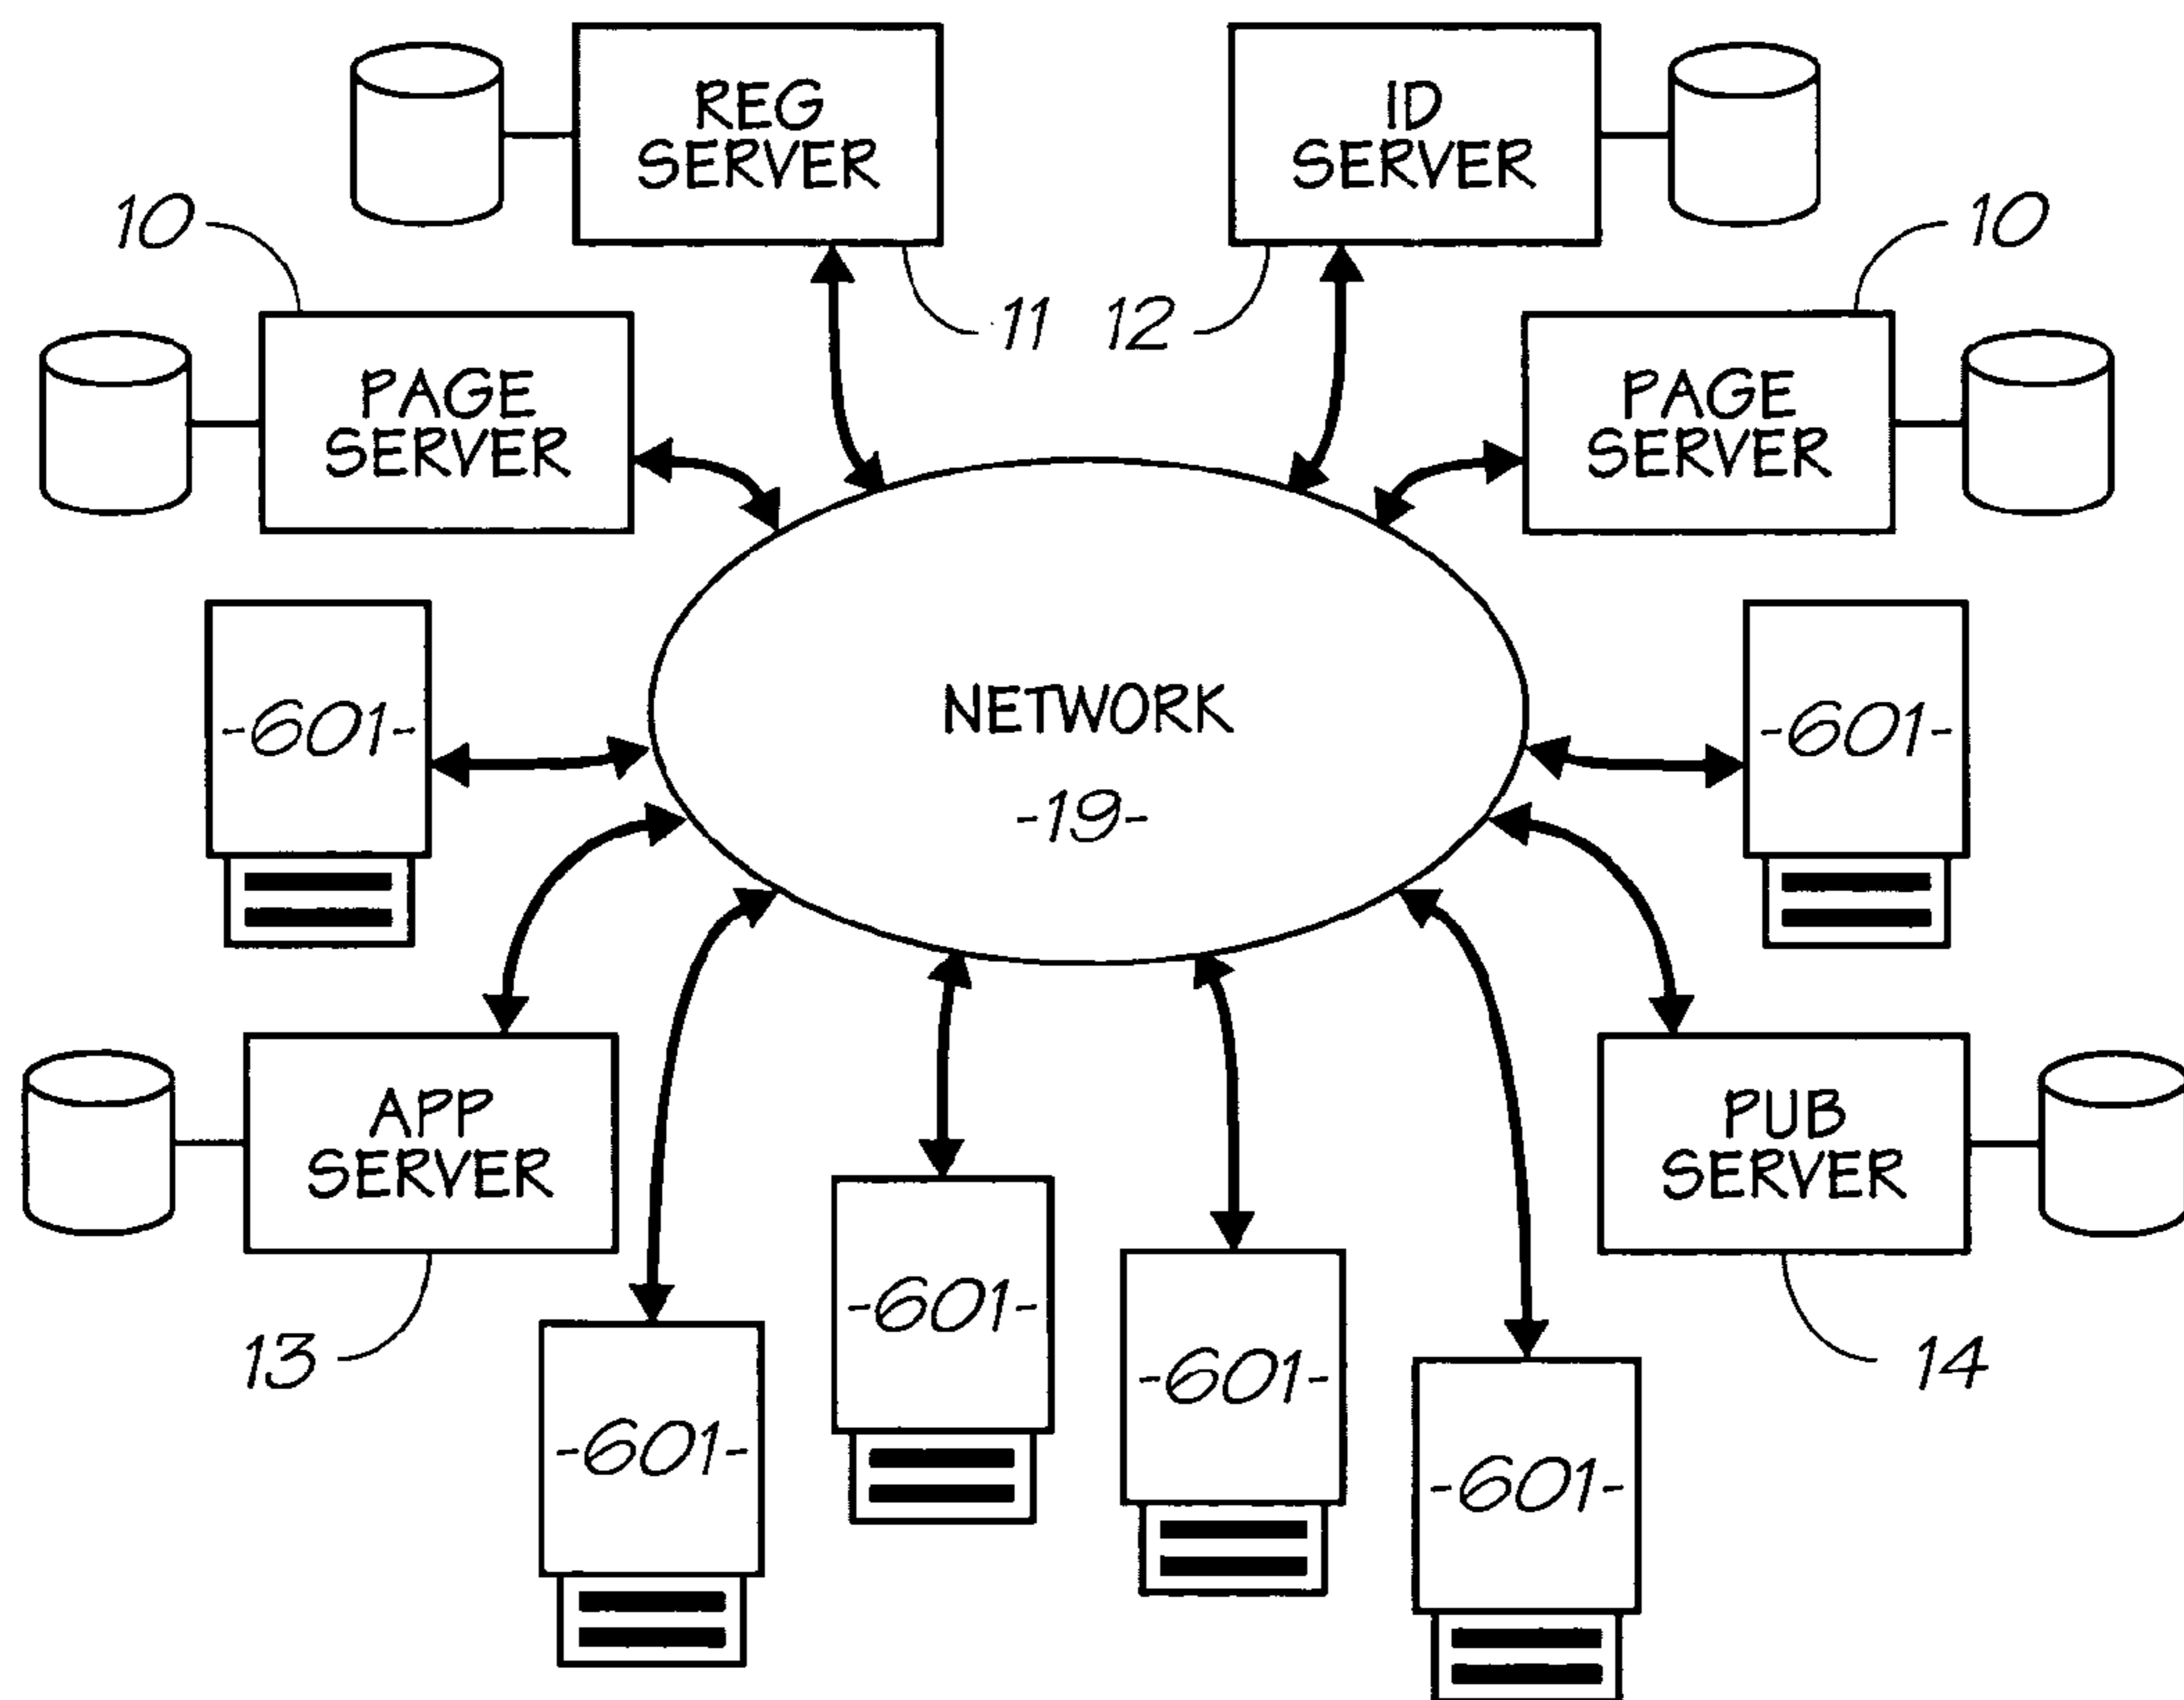 REG
SERVER
ID
SERVER
10
10
11
12
PAGE
SERVER
PAGE
SERVER
-601-
NETWORK
-19-
-601-
APP
SERVER
PUB
SERVER
-601-
-601-
13
14
-601-
-601-